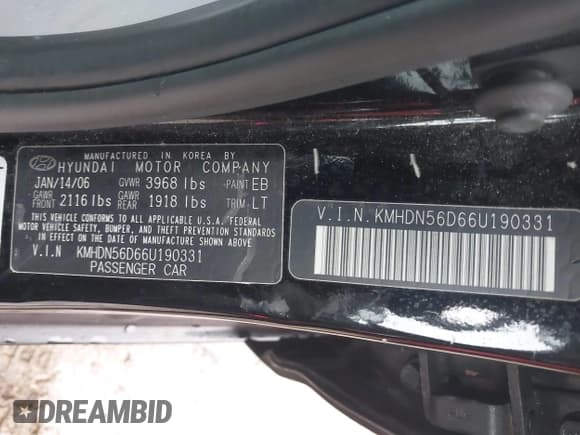 MANUFACTURED IN KOREA BY
HYUNDAI MOTOR COMPANY
JAN/14/06 GVWR 3968 lbs PAINT EB
GAWR FRONT 2116 lbs GAWR REAR 1918 lbs TRIM LT
THIS VEHICLE CONFORMS TO ALL APPLICABLE U.S.A. FEDERAL
MOTOR VEHICLE SAFETY, BUMPER, AND THEFT PREVENTION STANDARDS
IN EFFECT ON THE DATE OF MANUFACTURE SHOWN ABOVE.
V.I.N KMHDN56D66U190331
PASSENGER CAR
V.I.N. KMHDN56D66U190331
DREAMBID